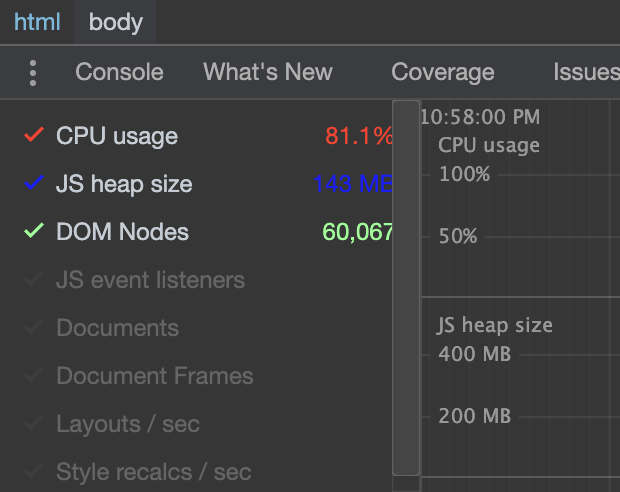 html body
Console What's New Coverage Issues
CPU usage 81.1%
JS heap size 143 MB
DOM Nodes 60,067
JS event listeners
Documents
Document Frames
Layouts / sec
Style recalcs / sec
10:58:00 PM
CPU usage
100%
50%
JS heap size
400 MB
200 MB